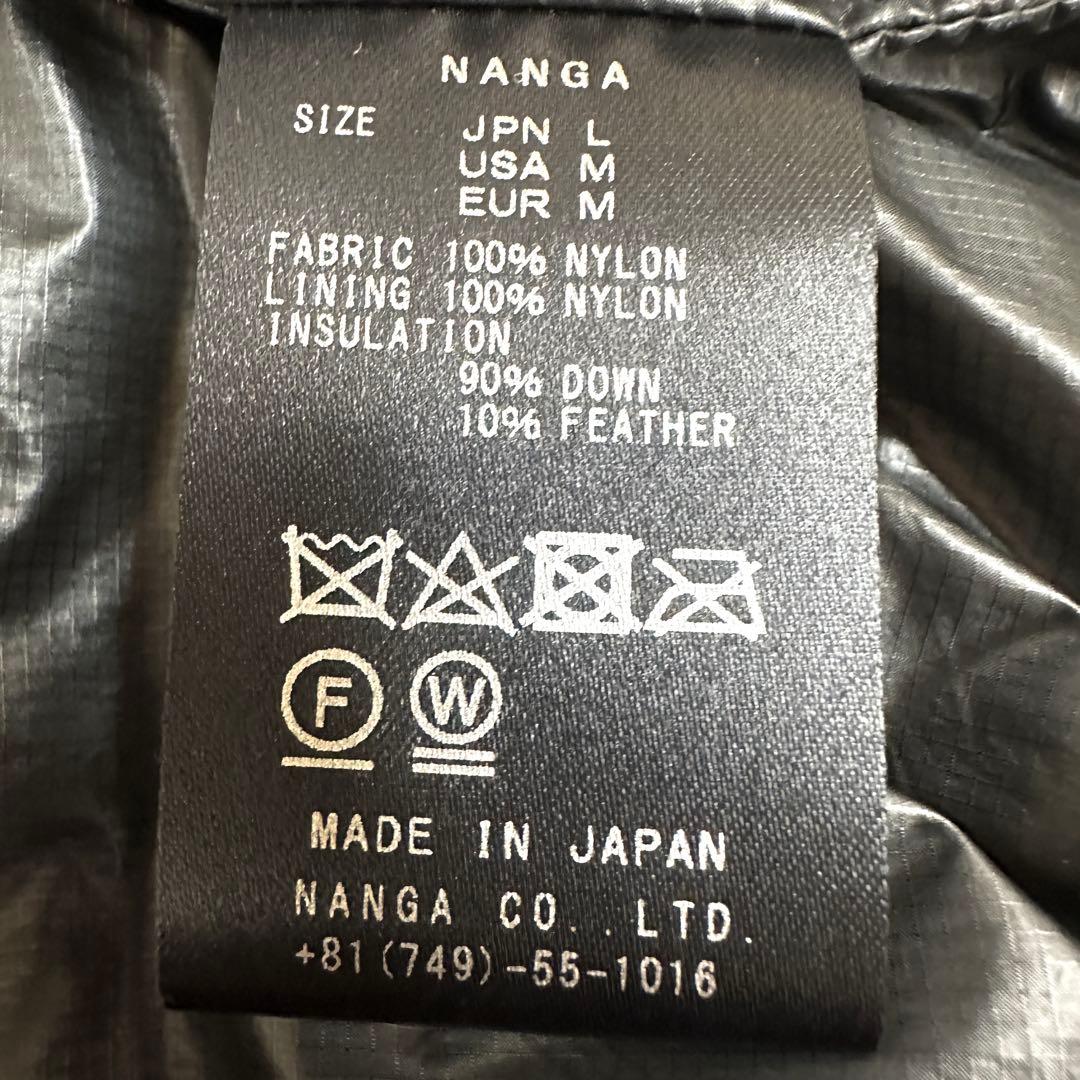 NANGA
SIZE JPN L
USA M
EUR M
FABRIC 100% NYLON
LINING 100% NYLON
INSULATION
90% DOWN
10% FEATHER
F W
MADE IN JAPAN
NANGA CO., LTD.
+81(749)-55-1016